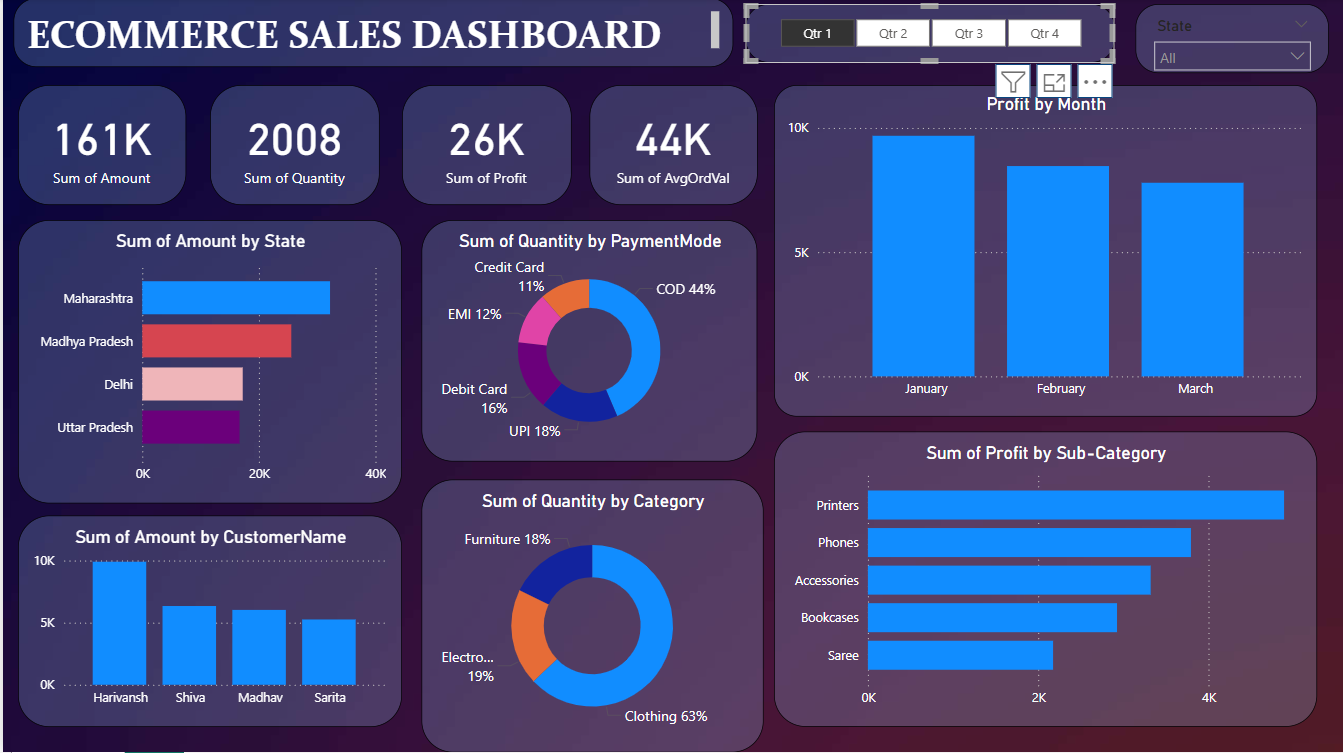 ECOMMERCE SALES DASHBOARD
Qtr 1
Qtr 2
Qtr 3
Qtr 4
State
All
161K
Sum of Amount
2008
Sum of Quantity
26K
Sum of Profit
44K
Sum of AvgOrdVal
Profit by Month
10K
5K
0K
January
February
March
Sum of Amount by State
Maharashtra
Madhya Pradesh
Delhi
Uttar Pradesh
0K
20K
40K
Sum of Quantity by PaymentMode
Credit Card
11%
COD 44%
EMI 12%
Debit Card
16%
UPI 18%
Sum of Profit by Sub-Category
Printers
Phones
Accessories
Bookcases
Saree
0K
2K
4K
Sum of Amount by CustomerName
10K
5K
0K
Harivansh
Shiva
Madhav
Sarita
Sum of Quantity by Category
Furniture 18%
Electro...
19%
Clothing 63%